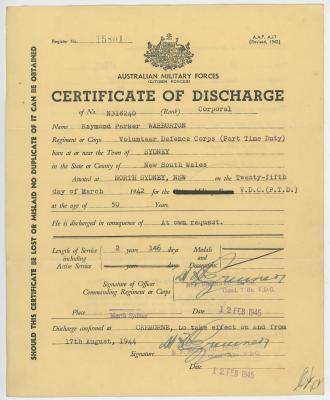 Register No. 15801
A.A.F. A.17
(Revised, 1942)
AUSTRALIAN MILITARY FORCES
(CITIZEN FORCES)
CERTIFICATE OF DISCHARGE
of No. N316240 (Rank) Corporal
Name Raymond Parker WARBURTON
Regiment or Corps Volunteer Defence Corps (Part Time Duty)
born at or near the Town of SYDNEY
in the State or County of New South Wales
Attested at NORTH SYDNEY, NSW on the Twenty-fifth
day of March 1942 for the V.D.C.(P.T.D.)
at the age of 50 Years.
He is discharged in consequence of At own request.
Length of Service 2 years 146 days
including
Active Service years days
Medals
and
Decorations
Signature of Officer
Commanding Regiment or Corps
Bn. V.D.C.
Place North Sydney Date 12 FEB 1946
Discharge confirmed at CREMORNE, to take effect on and from
17th August, 1944
Signature
Date 12 FEB 1946
SHOULD THIS CERTIFICATE BE LOST OR MISLAID NO DUPLICATE OF IT CAN BE OBTAINED